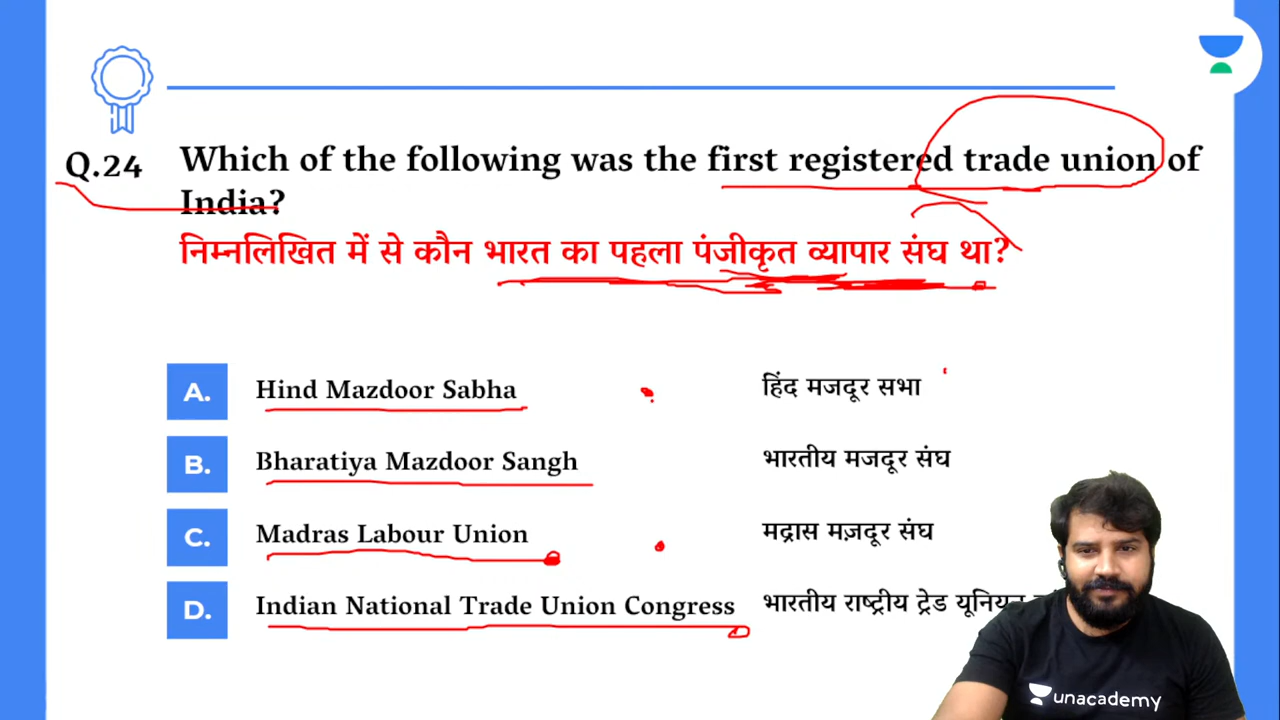 Q.24 Which of the following was the first registered trade union of
India?
निम्नलिखित में से कौन भारत का पहला पंजीकृत व्यापार संघ था?
A. Hind Mazdoor Sabha हिंद मजदूर सभा
B. Bharatiya Mazdoor Sangh भारतीय मजदूर संघ
C. Madras Labour Union मद्रास मज़दूर संघ
D. Indian National Trade Union Congress भारतीय राष्ट्रीय ट्रेड यूनियन
unacademy